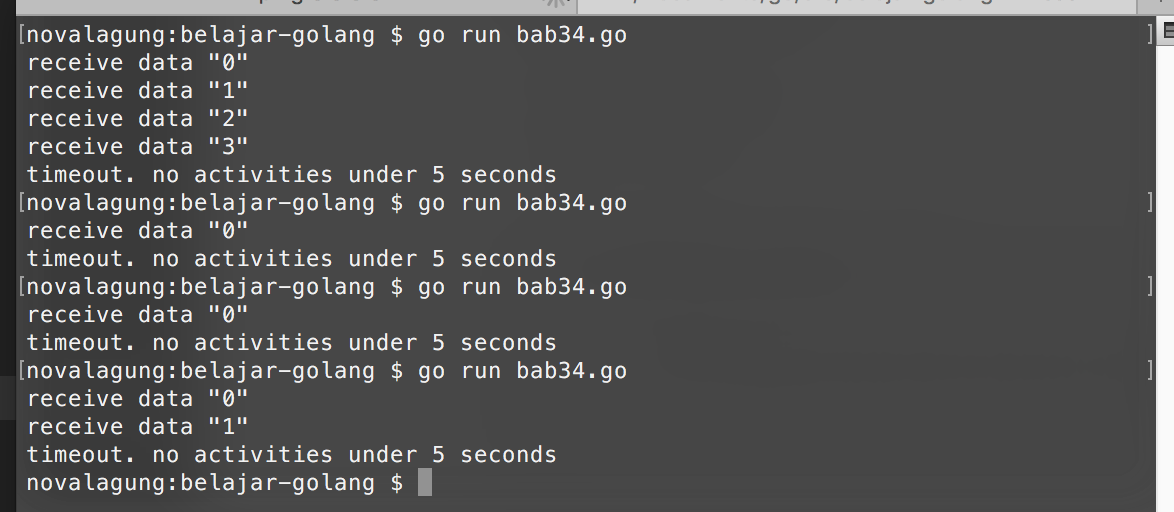 [novalagung:belajar-golang $ go run bab34.go ]
receive data "0"
receive data "1"
receive data "2"
receive data "3"
timeout. no activities under 5 seconds
[novalagung:belajar-golang $ go run bab34.go ]
receive data "0"
timeout. no activities under 5 seconds
[novalagung:belajar-golang $ go run bab34.go ]
receive data "0"
timeout. no activities under 5 seconds
[novalagung:belajar-golang $ go run bab34.go ]
receive data "0"
receive data "1"
timeout. no activities under 5 seconds
novalagung:belajar-golang $